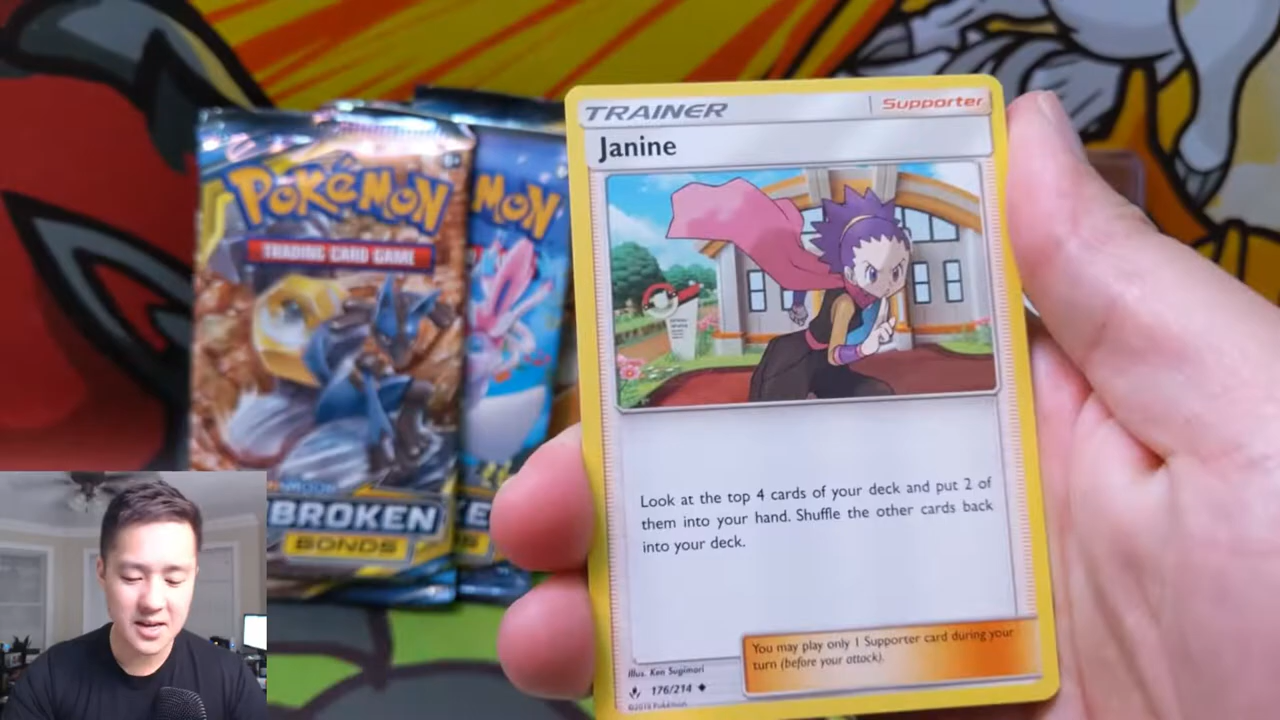 POKéMON
TRADING CARD GAME
BROKEN
BONDS
MON
TRAINER
Supporter
Janine
Look at the top 4 cards of your deck and put 2 of
them into your hand. Shuffle the other cards back
into your deck.
You may play only 1 Supporter card during your
turn (before your attack).
Illus. Ken Sugimori
176/214
©2019 Pokémon